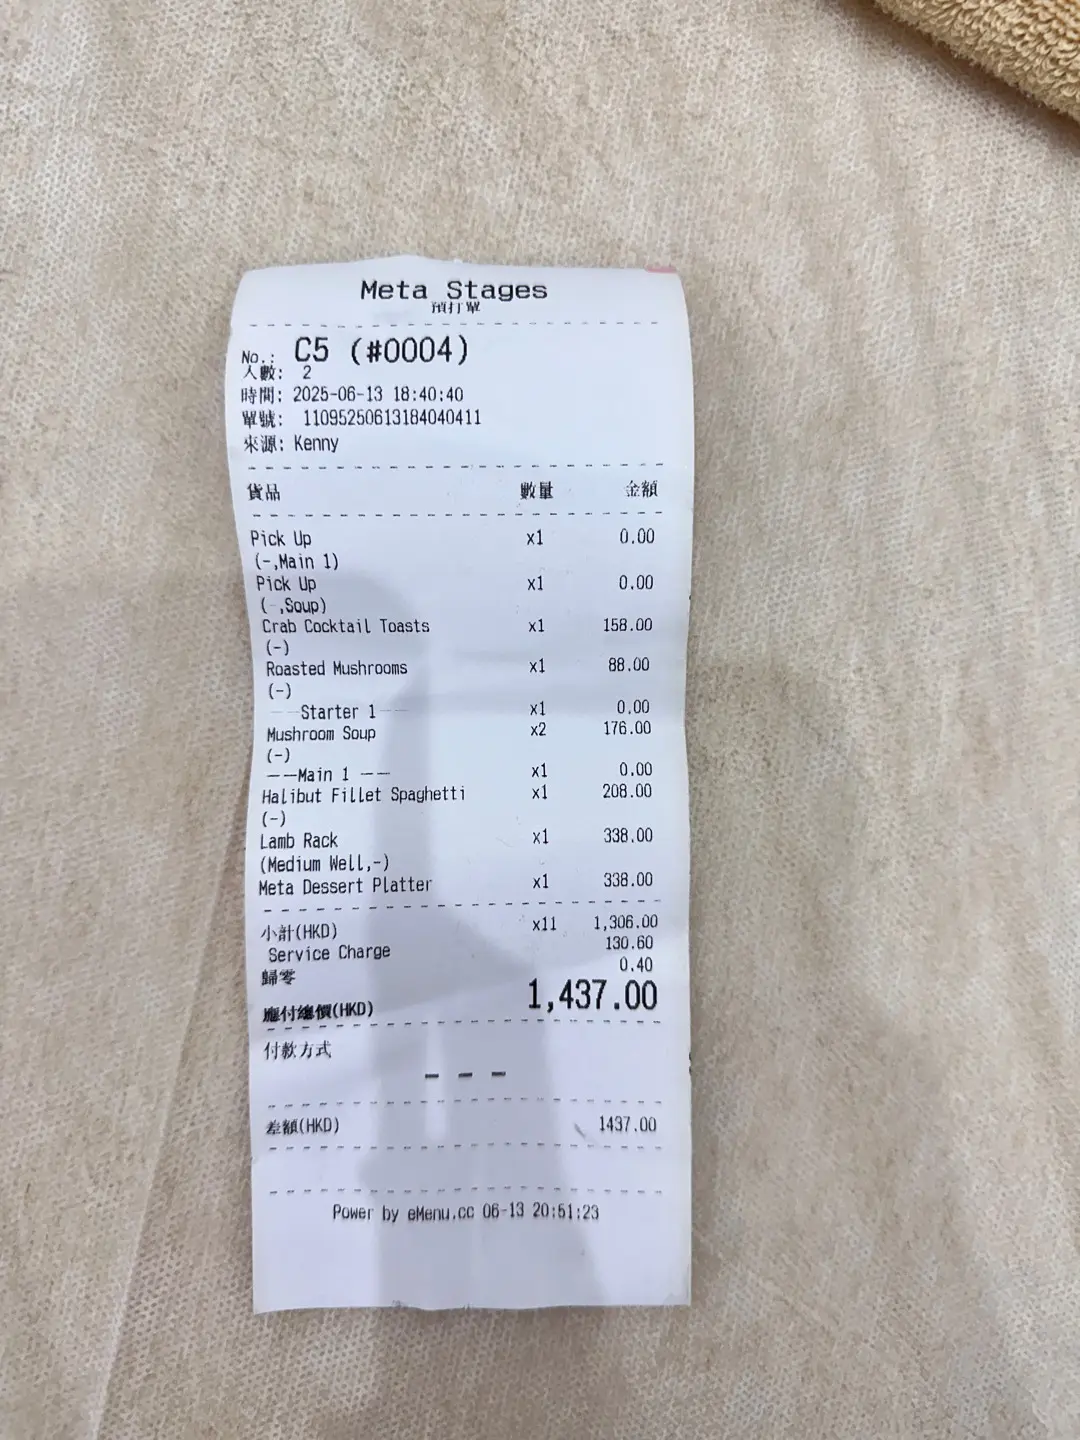 Meta Stages
預打單
No.: C5 (#0004)
人數: 2
時間: 2025-06-13 18:40:40
單號: 11095250613184040411
來源: Kenny
貨品 數量 金額
Pick Up x1 0.00
(-,Main 1)
Pick Up x1 0.00
(-,Soup)
Crab Cocktail Toasts x1 158.00
(-)
Roasted Mushrooms x1 88.00
(-)
——Starter 1—— x1 0.00
Mushroom Soup x2 176.00
(-)
——Main 1 —— x1 0.00
Halibut Fillet Spaghetti x1 208.00
(-)
Lamb Rack x1 338.00
(Medium Well,-)
Meta Dessert Platter x1 338.00
小計(HKD) x11 1,306.00
Service Charge 130.60
歸零 0.40
應付總價(HKD) 1,437.00
付款方式
– – –
差額(HKD) 1437.00
Power by eMenu.cc 06-13 20:51:23